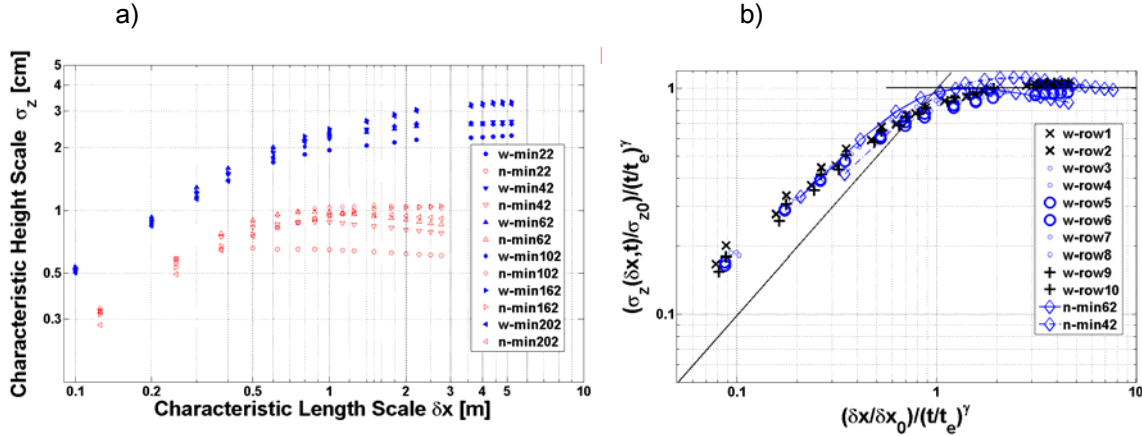 a)
b)
Characteristic Height Scale σz [cm]
5
4
3
2
1
0.5
0.3
0.1
0.2
0.5
1
2
5
10
Characteristic Length Scale δx [m]
w-min22
n-min22
w-min42
n-min42
w-min62
n-min62
w-min102
n-min102
w-min162
n-min162
w-min202
n-min202
(σz(δx,t)/σz0)/(t/te)^γ
1
0.1
0.1
1
10
(δx/δx0)/(t/te)^γ
w-row1
w-row2
w-row3
w-row4
w-row5
w-row6
w-row7
w-row8
w-row9
w-row10
n-min62
n-min42